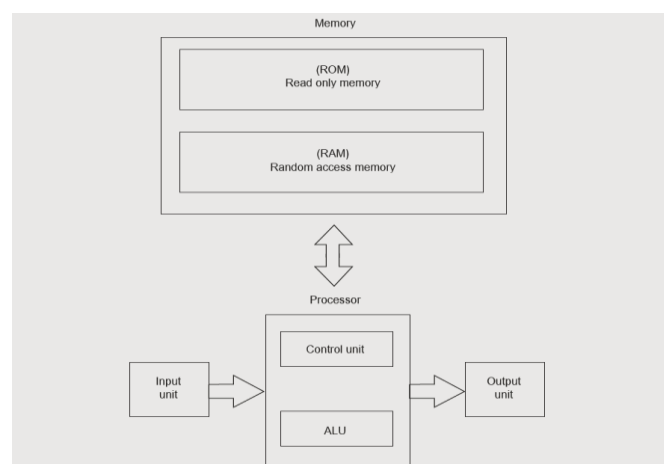 Memory
(ROM)
Read only memory
(RAM)
Random access memory
Processor
Control unit
Input
unit
Output
unit
ALU